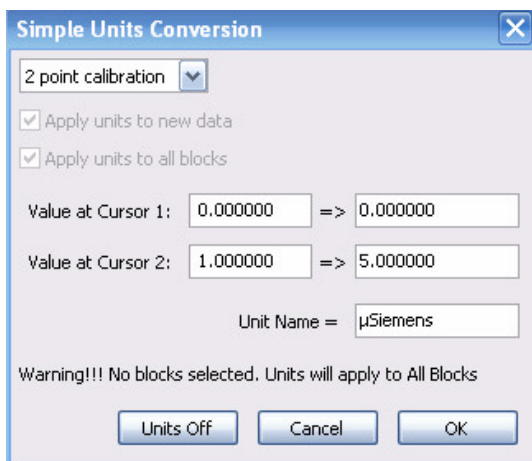 Simple Units Conversion
2 point calibration
Apply units to new data
Apply units to all blocks
Value at Cursor 1: 0.000000 => 0.000000
Value at Cursor 2: 1.000000 => 5.000000
Unit Name = µSiemens
Warning!!! No blocks selected. Units will apply to All Blocks
Units Off Cancel OK